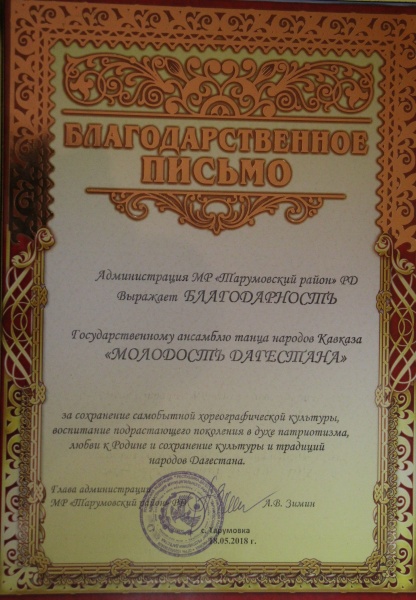 БЛАГОДАРСТВЕННОЕ
ПИСЬМО
Администрация МР «Тарумовский район» РД
Выражает БЛАГОДАРНОСТЬ
Государственному ансамблю танца народов Кавказа
«МОЛОДОСТЬ ДАГЕСТАНА»
за сохранение самобытной хореографической культуры,
воспитание подрастающего поколения в духе патриотизма,
любви к Родине и сохранение культуры и традиций
народов Дагестана.
Глава администрации
МР «Тарумовский район» РД А.В. Зимин
с. Тарумовка
18.05.2018 г.